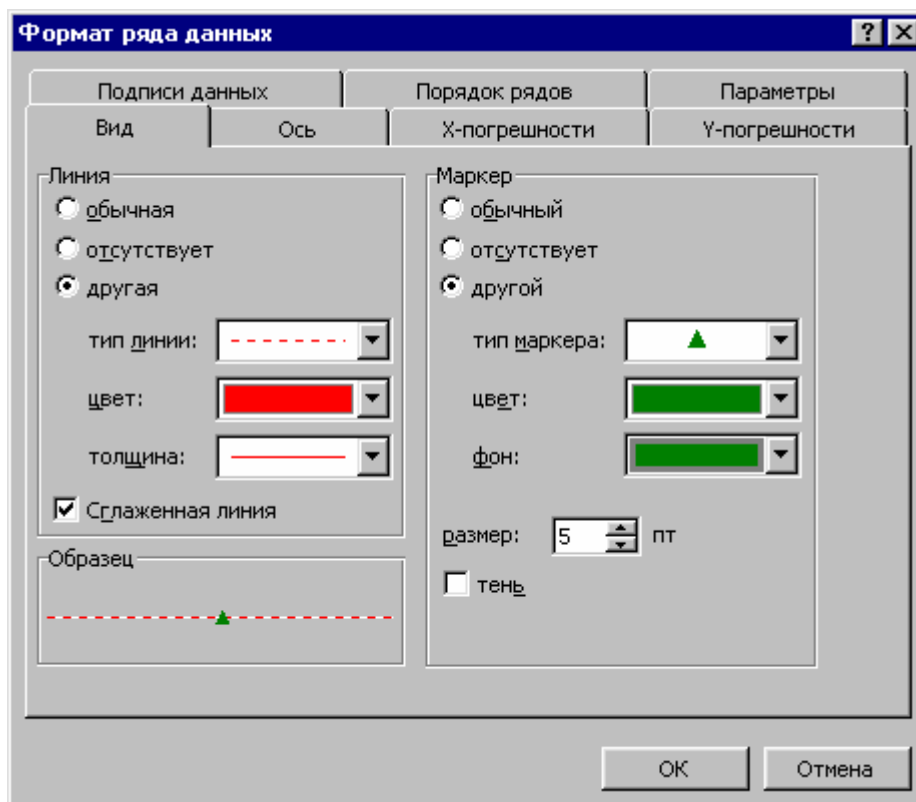 Формат ряда данных
Подписи данных
Порядок рядов
Параметры
Вид
Ось
X-погрешности
Y-погрешности
Линия
обычная
отсутствует
другая
тип линии:
цвет:
толщина:
Сглаженная линия
Образец
Маркер
обычный
отсутствует
другой
тип маркера:
цвет:
фон:
размер: 5 пт
тень
ОК
Отмена